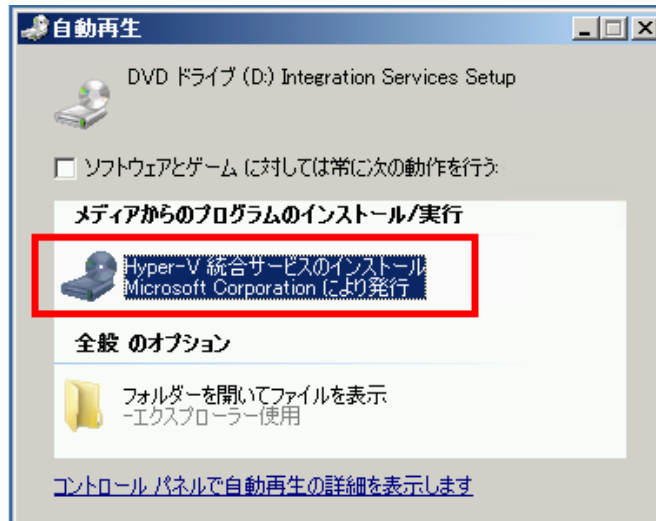 自動再生
DVD ドライブ (D:) Integration Services Setup
ソフトウェアとゲーム に対しては常に次の動作を行う:
メディアからのプログラムのインストール/実行
Hyper-V 統合サービスのインストール
Microsoft Corporation により発行
全般 のオプション
フォルダーを開いてファイルを表示
-エクスプローラー使用
コントロール パネルで自動再生の詳細を表示します